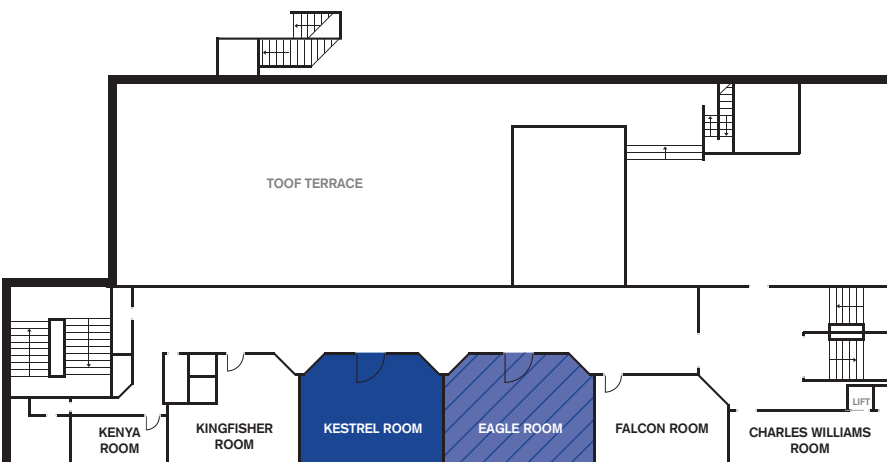 TOOF TERRACE
LIFT
KENYA
ROOM
KINGFISHER
ROOM
KESTREL ROOM
EAGLE ROOM
FALCON ROOM
CHARLES WILLIAMS
ROOM